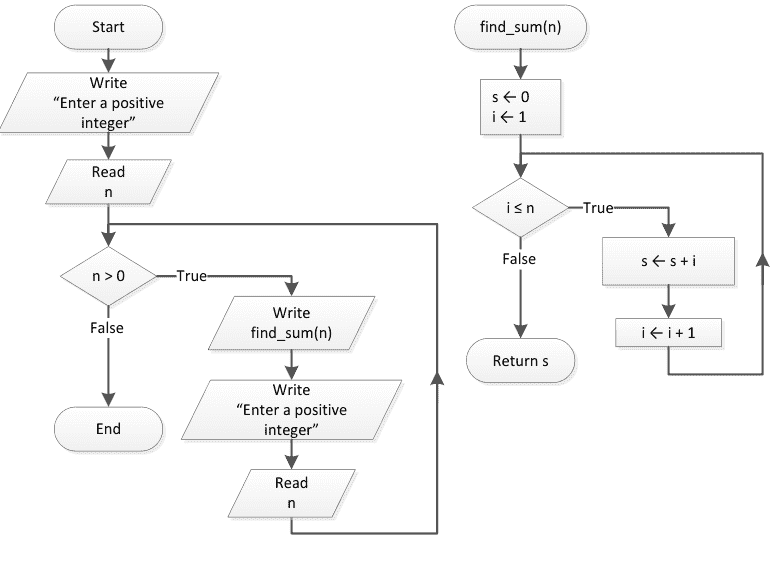 Start
Write
“Enter a positive
integer”
Read
n
n > 0
True
False
Write
find_sum(n)
Write
“Enter a positive
integer”
Read
n
End
find_sum(n)
s ← 0
i ← 1
i ≤ n
True
False
s ← s + i
i ← i + 1
Return s